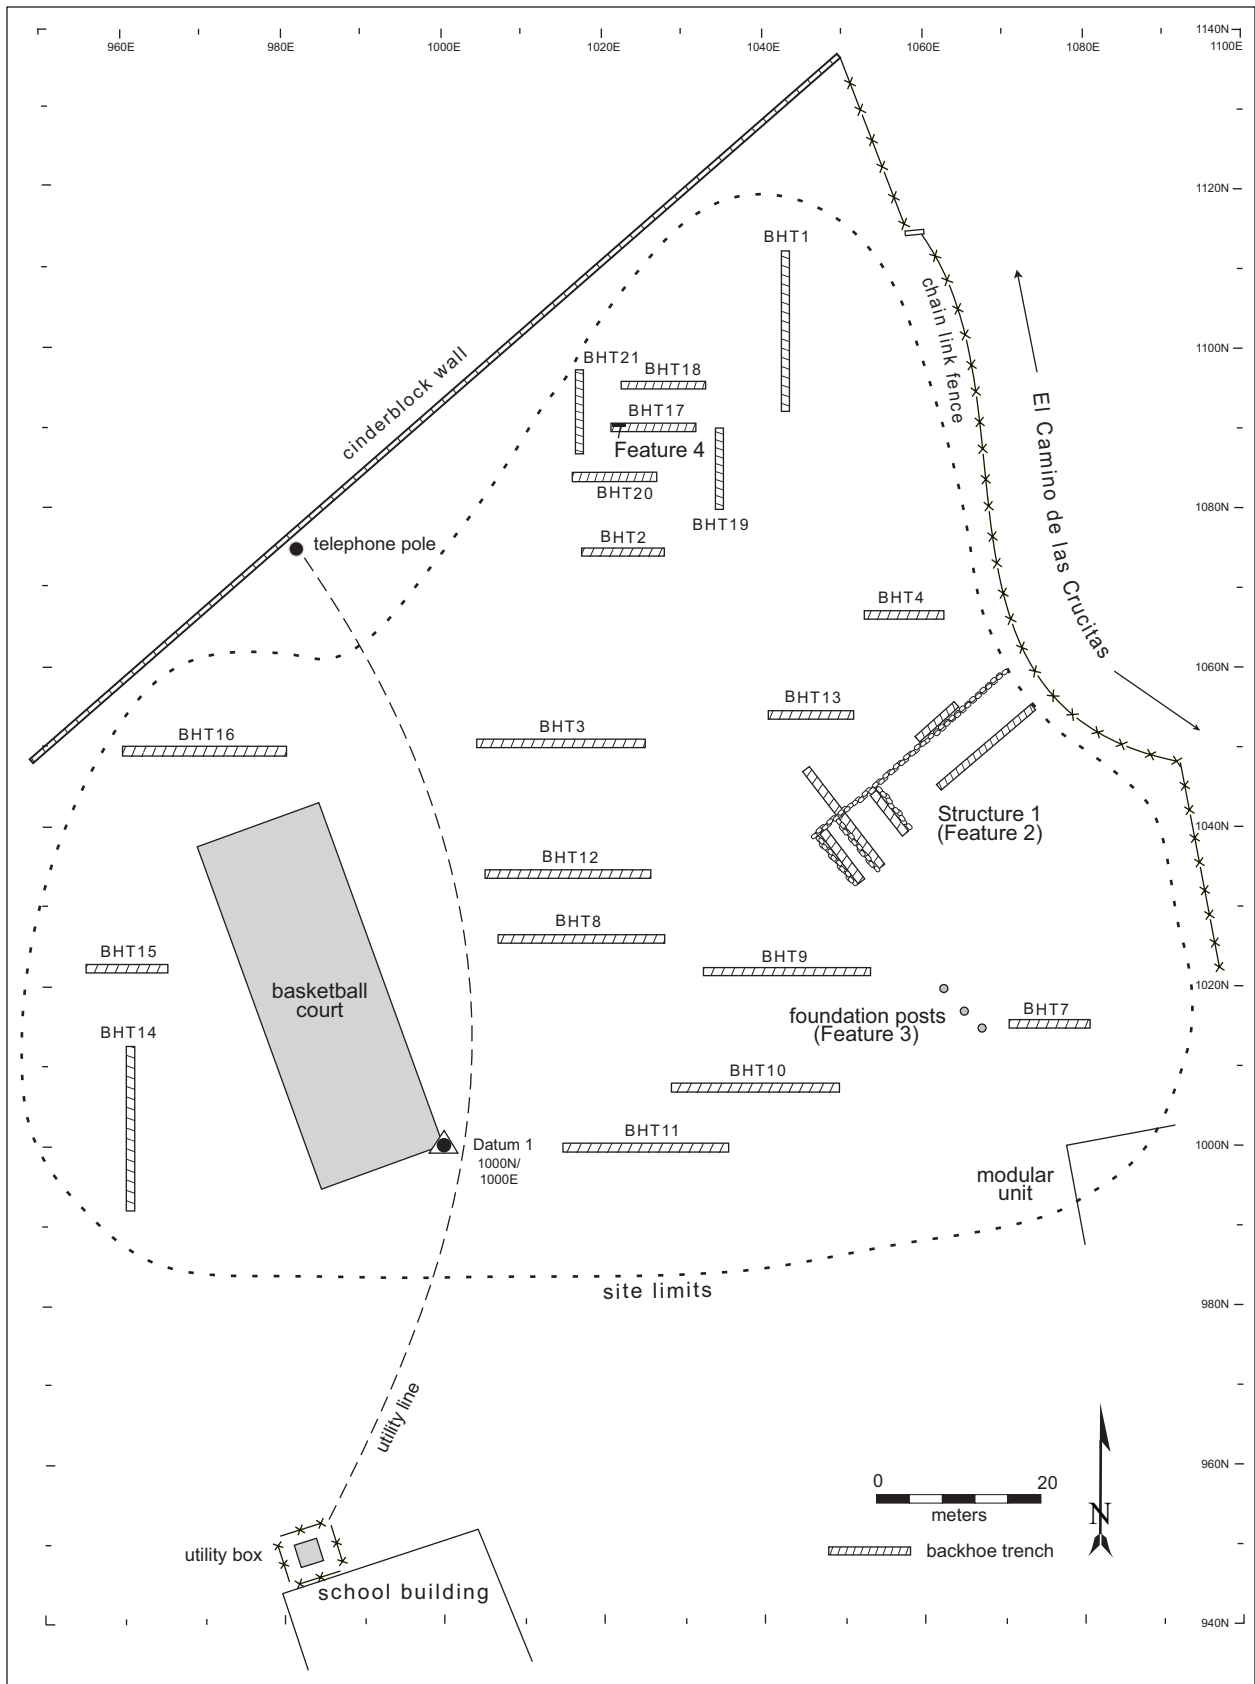 1140N
960E
980E
1000E
1020E
1040E
1060E
1080E
1100E
1120N
BHT1
chain link fence
El Camino de las Crucitas
1100N
cinderblock wall
BHT21
BHT18
BHT17
Feature 4
BHT20
BHT19
1080N
BHT2
telephone pole
BHT4
1060N
BHT13
BHT16
BHT3
Structure 1
(Feature 2)
1040N
BHT12
BHT8
BHT15
BHT9
basketball
court
1020N
foundation posts
(Feature 3)
BHT7
BHT14
BHT10
BHT11
Datum 1
1000N/
1000E
1000N
modular
unit
site limits
980N
utility line
960N
0
20
meters
N
utility box
backhoe trench
school building
940N